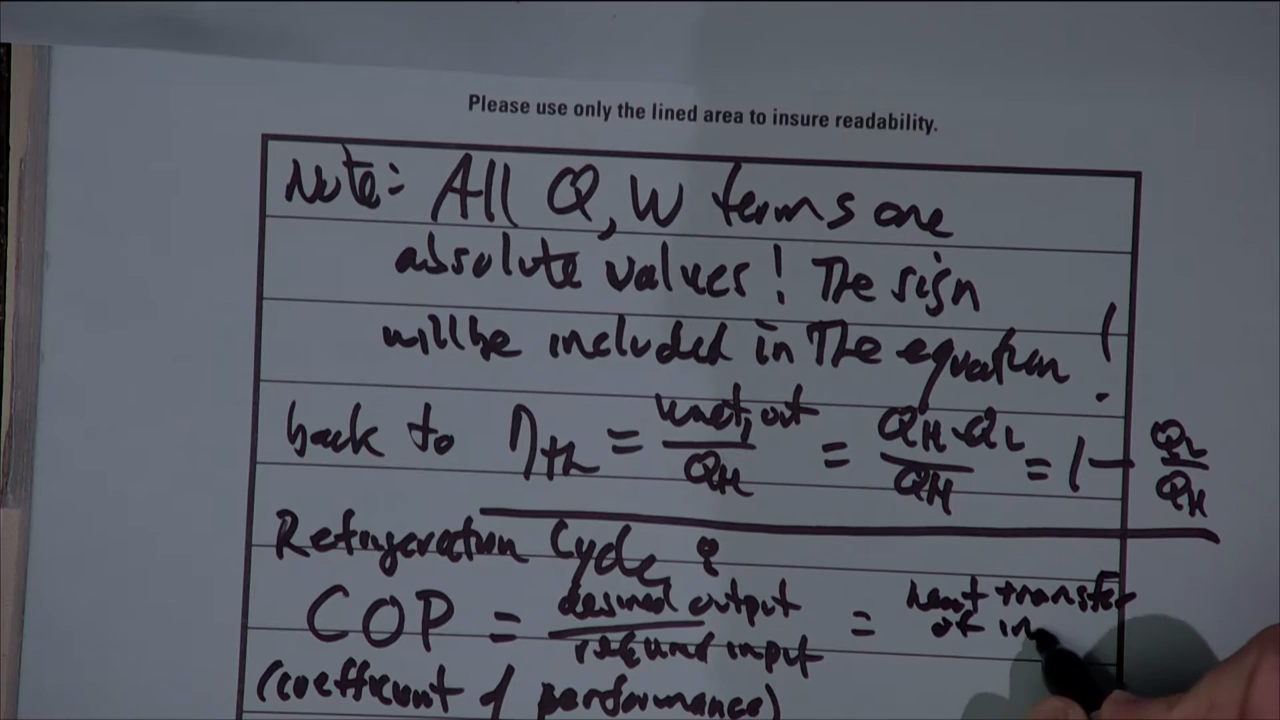 Please use only the lined area to insure readability.
Note: All Q, W terms are
absolute values! The sign
will be included in The equation!
back to ηth = Wnet,out / QH = QH-QL / QH = 1 - QL / QH
Refrigeration Cycle:
COP = desired output / required input = heat transfer of in
(coefficient of performance)